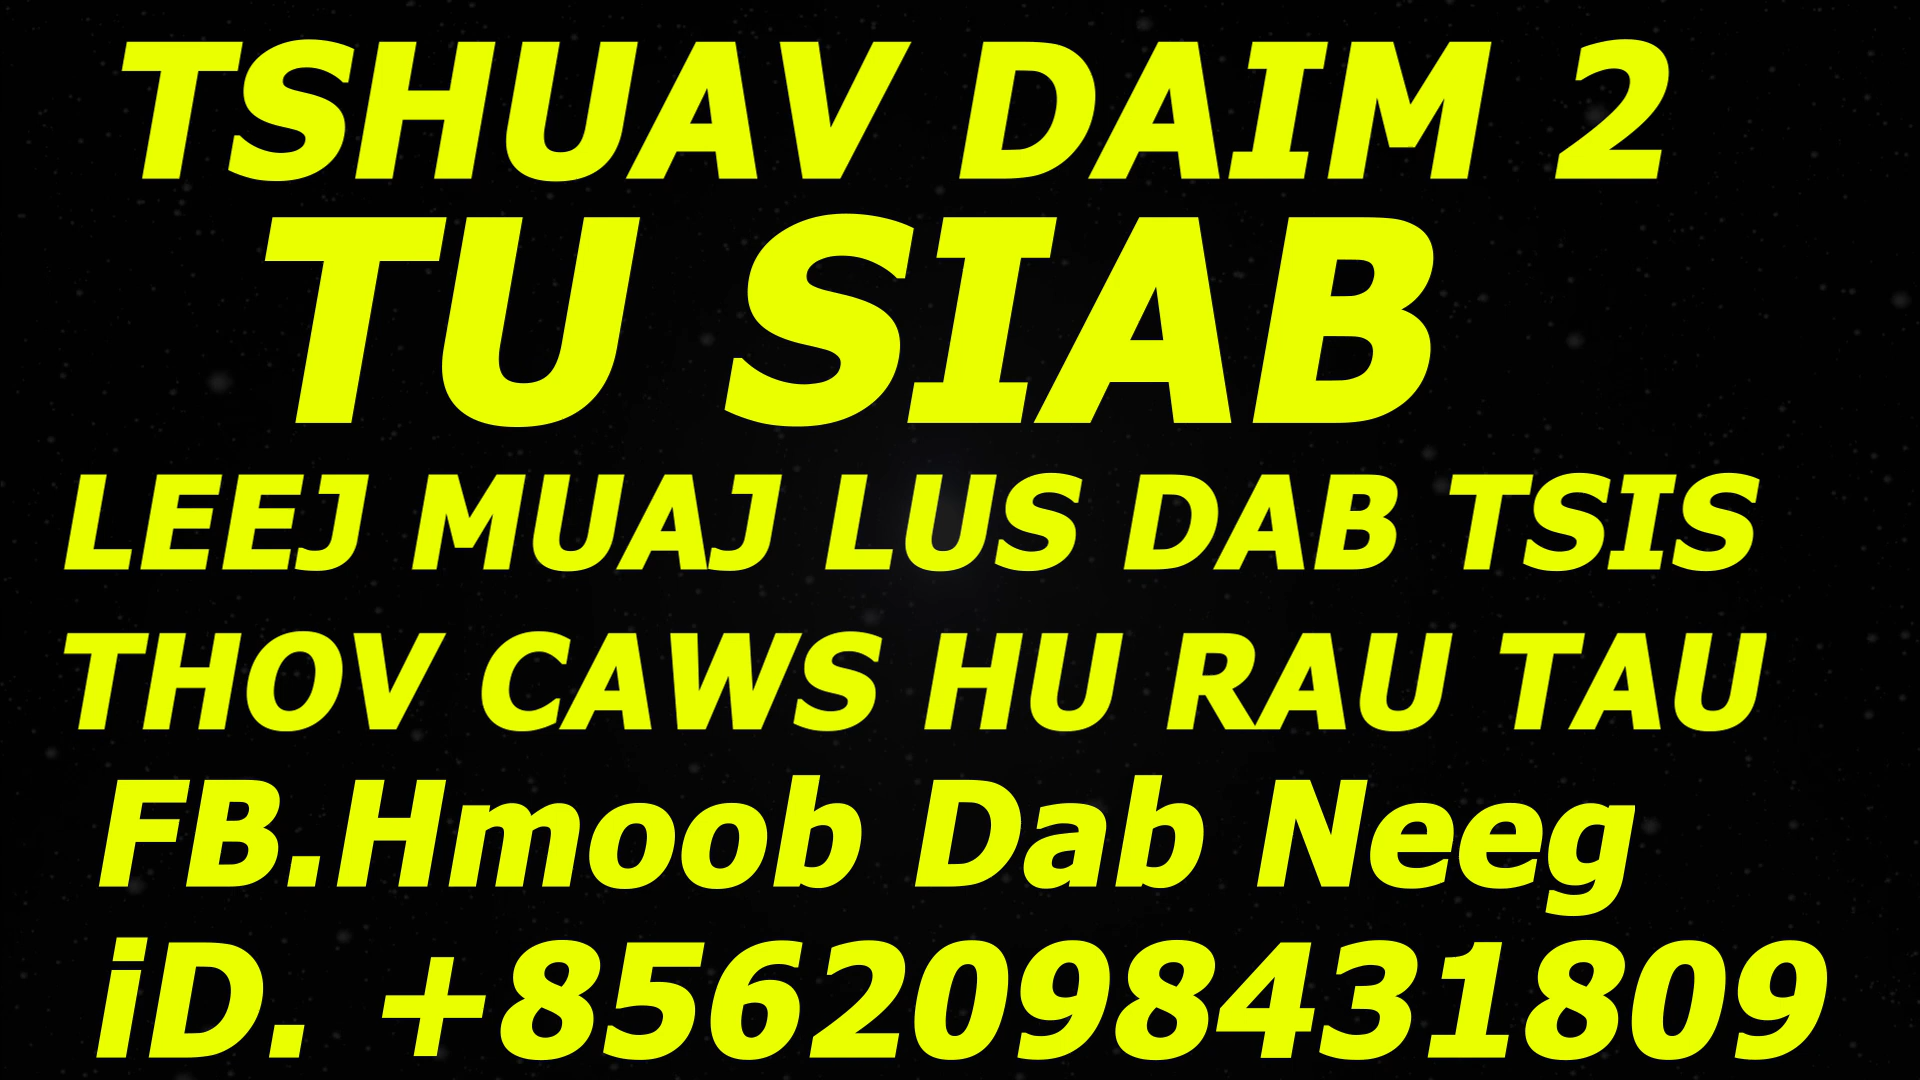 TSHUAV DAIM 2
TU SIAB
LEEJ MUAJ LUS DAB TSIS
THOV CAWS HU RAU TAU
FB.Hmoob Dab Neeg
iD. +8562098431809